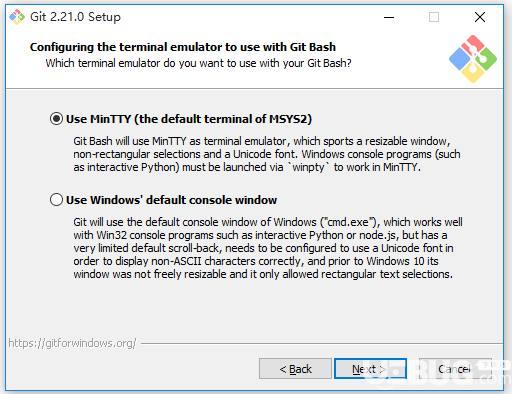 Git 2.21.0 Setup
Configuring the terminal emulator to use with Git Bash
Which terminal emulator do you want to use with your Git Bash?
Use MinTTY (the default terminal of MSYS2)
Git Bash will use MinTTY as terminal emulator, which sports a resizable window,
non-rectangular selections and a Unicode font. Windows console programs (such
as interactive Python) must be launched via `winpty` to work in MinTTY.
Use Windows' default console window
Git will use the default console window of Windows ("cmd.exe"), which works well
with Win32 console programs such as interactive Python or node.js, but has a
very limited default scroll-back, needs to be configured to use a Unicode font in
order to display non-ASCII characters correctly, and prior to Windows 10 its
window was not freely resizable and it only allowed rectangular text selections.
https://gitforwindows.org/
< Back
Next >
Cancel